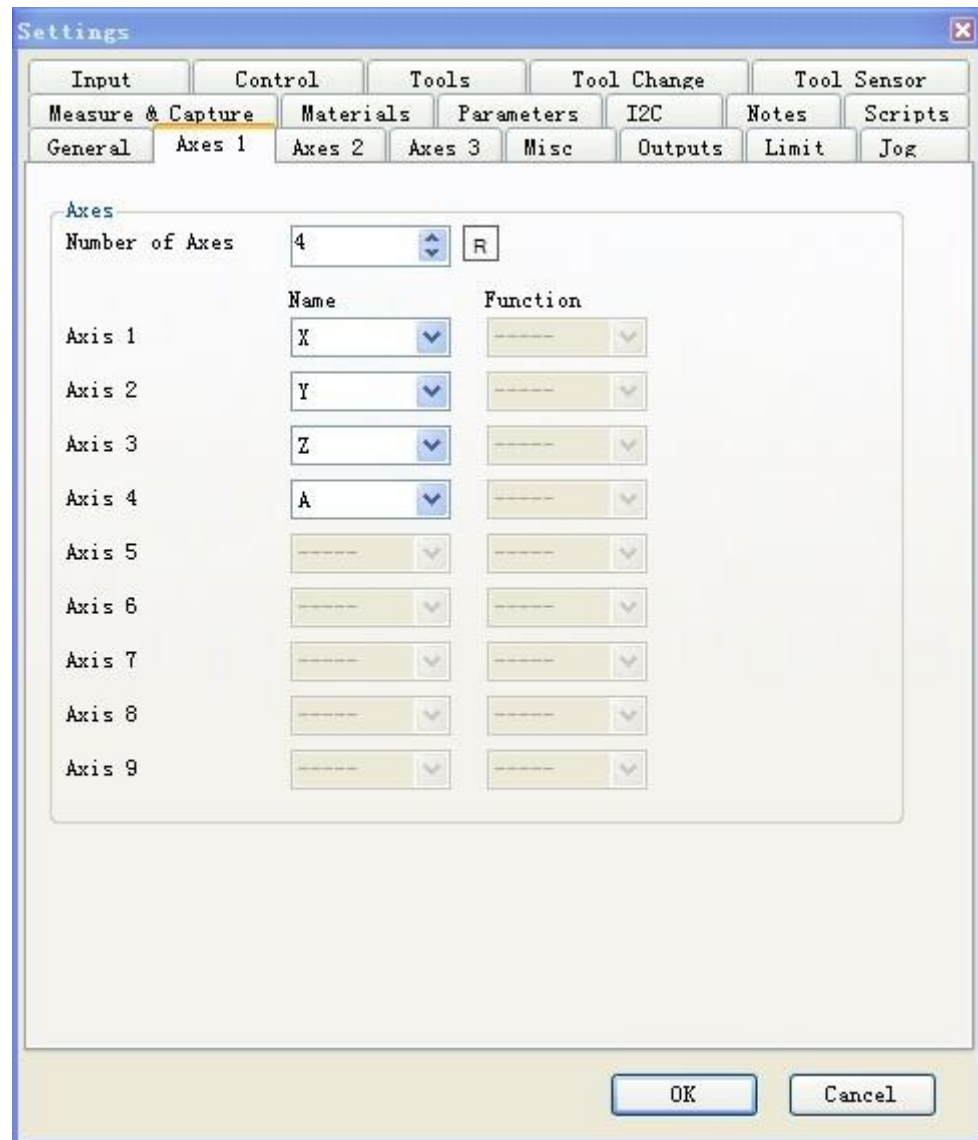 Settings
Input Control Tools Tool Change Tool Sensor
Measure & Capture Materials Parameters I2C Notes Scripts
General Axes 1 Axes 2 Axes 3 Misc Outputs Limit Jog
Axes
Number of Axes 4 R
Name Function
Axis 1 X -----
Axis 2 Y -----
Axis 3 Z -----
Axis 4 A -----
Axis 5 ----- -----
Axis 6 ----- -----
Axis 7 ----- -----
Axis 8 ----- -----
Axis 9 ----- -----
OK Cancel